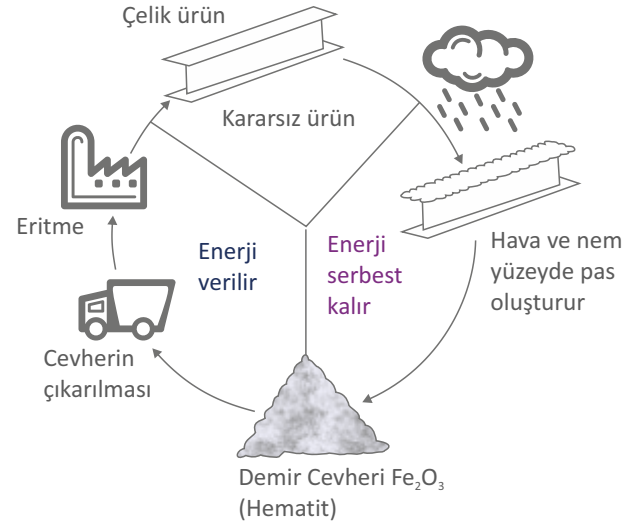 Çelik ürün
Kararsız ürün
Eritme
Enerji
verilir
Enerji
serbest
kalır
Hava ve nem
yüzeyde pas
oluşturur
Cevherin
çıkarılması
Demir Cevheri Fe₂O₃
(Hematit)